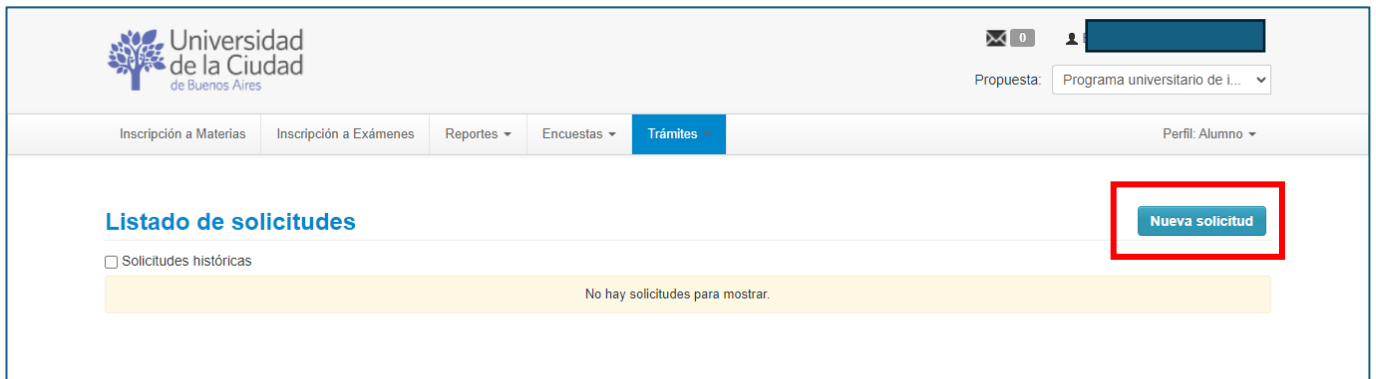 Universidad
de la Ciudad
de Buenos Aires
0
Propuesta: Programa universitario de i...
Inscripción a Materias Inscripción a Exámenes Reportes Encuestas Trámites Perfil: Alumno
Listado de solicitudes
Nueva solicitud
Solicitudes históricas
No hay solicitudes para mostrar.